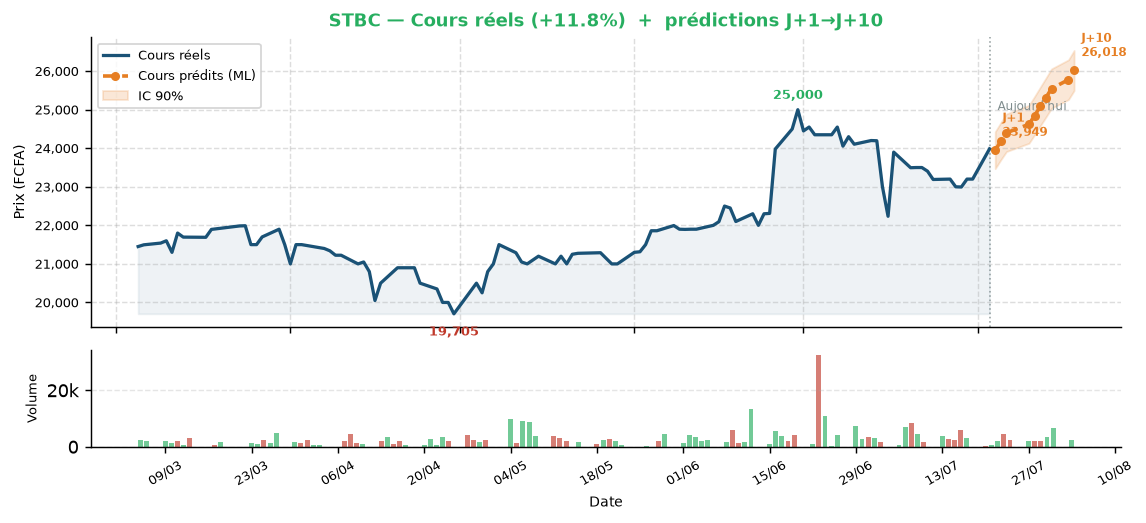 STBC — Cours réels (+11.8%) + prédictions J+1→J+10
Cours réels
Cours prédits (ML)
IC 90%
J+10
26,018
25,000
Aujourd'hui
J+1
23,949
19,705
Prix (FCFA)
26,000
25,000
24,000
23,000
22,000
21,000
20,000
Volume
20k
0
09/03
23/03
06/04
20/04
04/05
18/05
01/06
15/06
29/06
13/07
27/07
10/08
Date